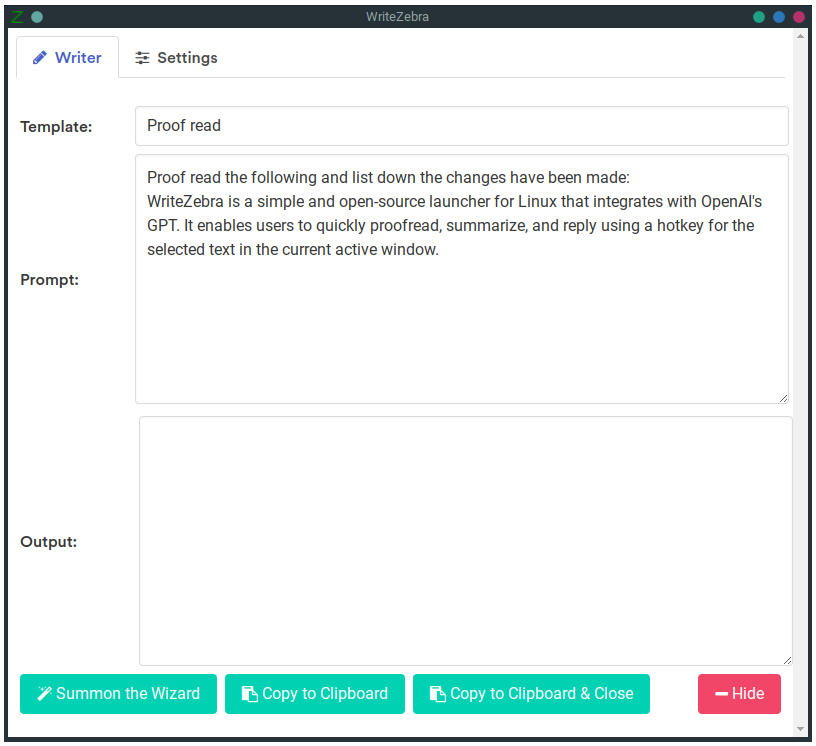 WriteZebra
Writer
Settings
Template:
Proof read
Prompt:
Proof read the following and list down the changes have been made:
WriteZebra is a simple and open-source launcher for Linux that integrates with OpenAI's
GPT. It enables users to quickly proofread, summarize, and reply using a hotkey for the
selected text in the current active window.
Output:
Summon the Wizard
Copy to Clipboard
Copy to Clipboard & Close
Hide